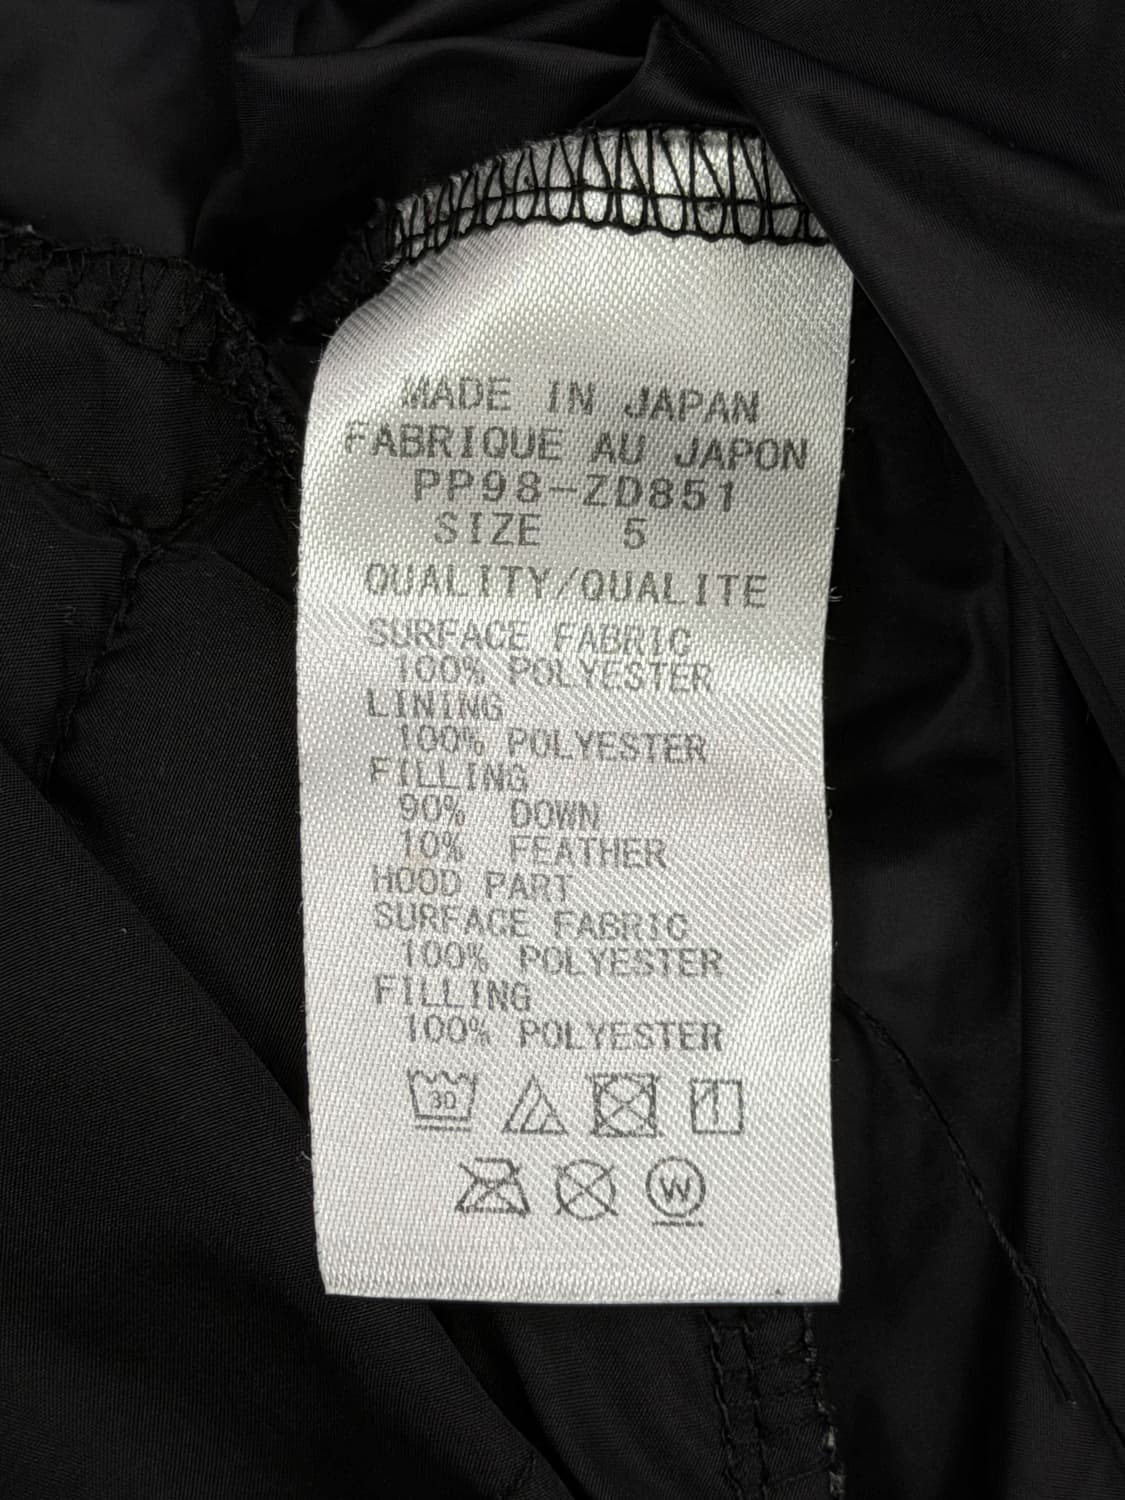 MADE IN JAPAN
FABRIQUE AU JAPON
PP98-ZD851
SIZE 5
QUALITY/QUALITE
SURFACE FABRIC
100% POLYESTER
LINING
100% POLYESTER
FILLING
90% DOWN
10% FEATHER
HOOD PART
SURFACE FABRIC
100% POLYESTER
FILLING
100% POLYESTER
30
W